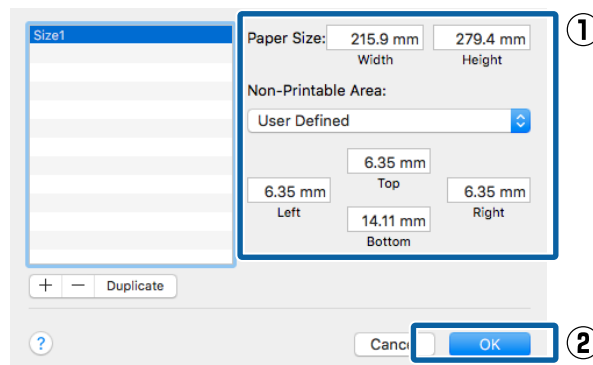 Size1
Paper Size: 215.9 mm 279.4 mm
Width Height
Non-Printable Area:
User Defined
6.35 mm
Top
6.35 mm 6.35 mm
Left Right
14.11 mm
Bottom
+ − Duplicate
? Cance OK
①
②